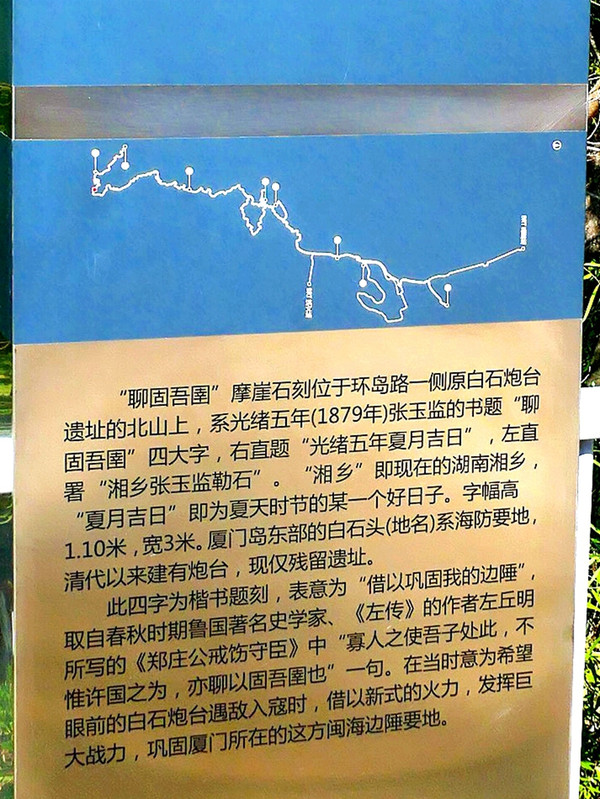 “聊固吾圉”摩崖石刻位于环岛路一侧原白石炮台
遗址的北山上，系光绪五年(1879年)张玉监的书题“聊
固吾圉”四大字，右直题“光绪五年夏月吉日”，左直
署“湘乡张玉监勒石”。“湘乡”即现在的湖南湘乡，
“夏月吉日”即为夏天时节的某一个好日子。字幅高
1.10米，宽3米。厦门岛东部的白石头(地名)系海防要地，
清代以来建有炮台，现仅残留遗址。
此四字为楷书题刻，表意为“借以巩固我的边陲”，
取自春秋时期鲁国著名史学家、《左传》的作者左丘明
所写的《郑庄公戒饬守臣》中“寡人之使吾子处此，不
惟许国之为，亦聊以固吾圉也”一句。在当时意为希望
眼前的白石炮台遇敌入寇时，借以新式的火力，发挥巨
大战力，巩固厦门所在的这方闽海边陲要地。